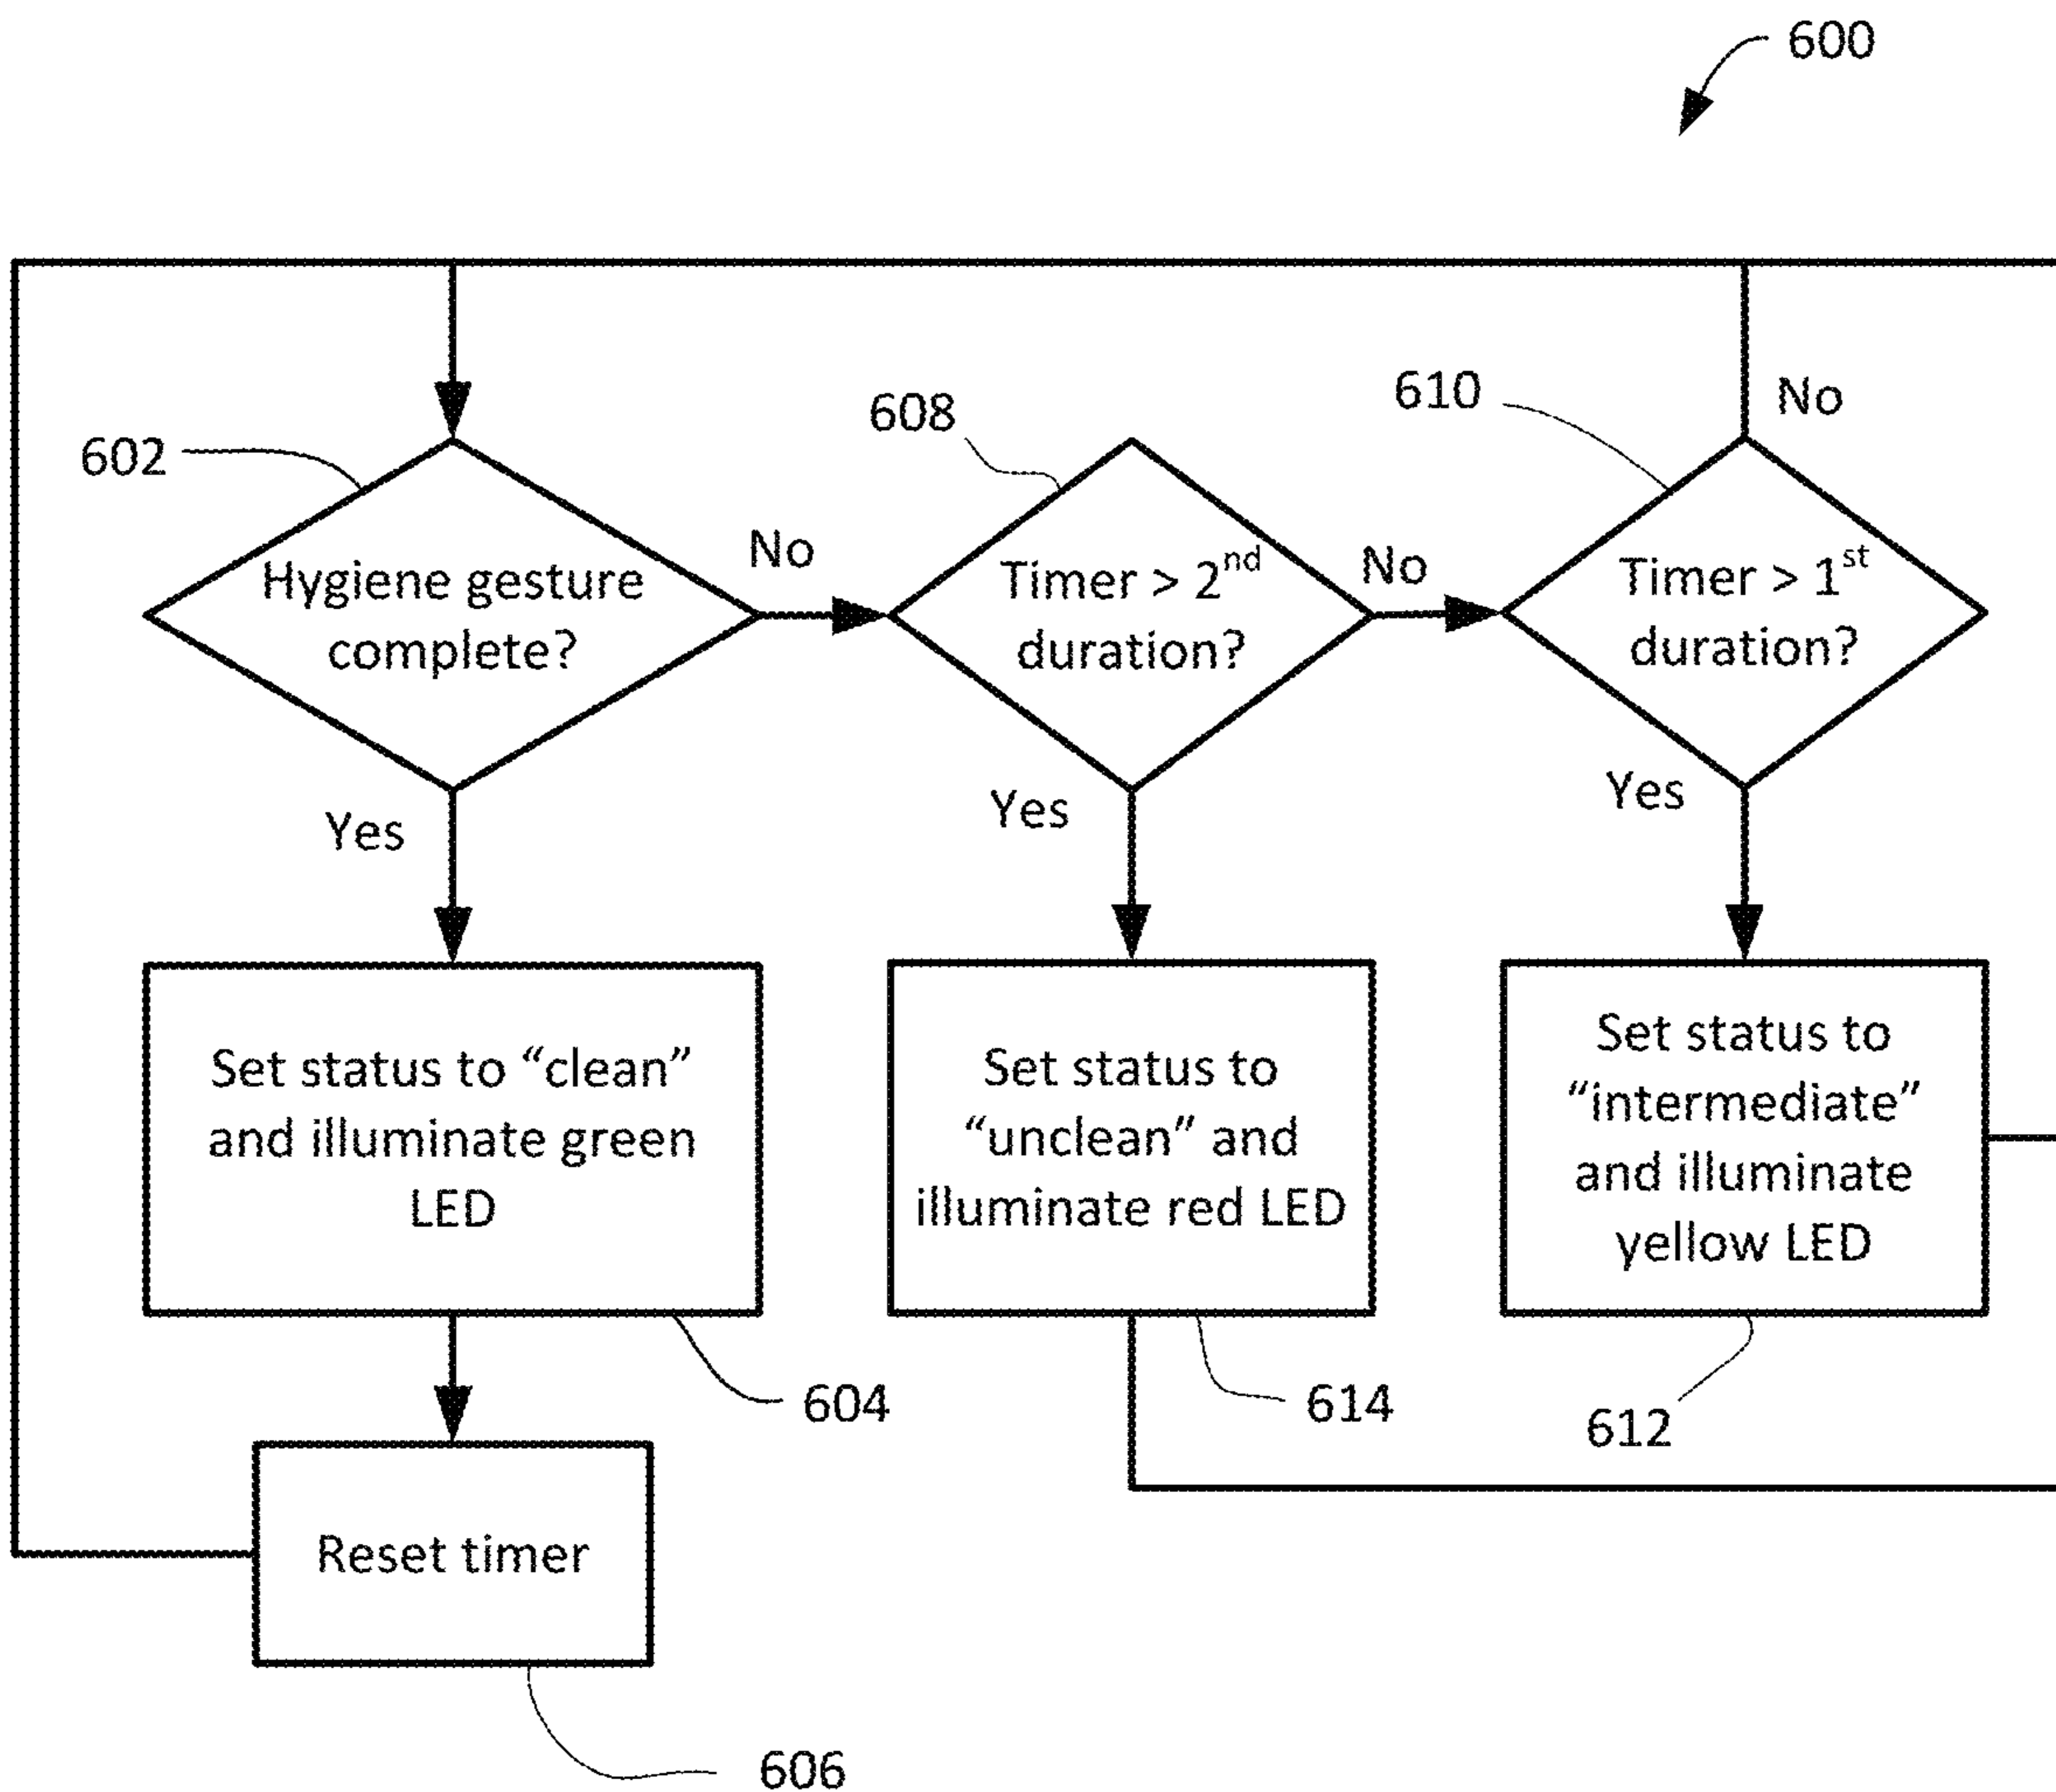 600
602
608
610
No
Hygiene gesture
complete?
No
Timer > 2nd
duration?
No
Timer > 1st
duration?
Yes
Yes
Yes
Set status to “clean”
and illuminate green
LED
Set status to
“unclean” and
illuminate red LED
Set status to
“intermediate”
and illuminate
yellow LED
604
614
612
Reset timer
606